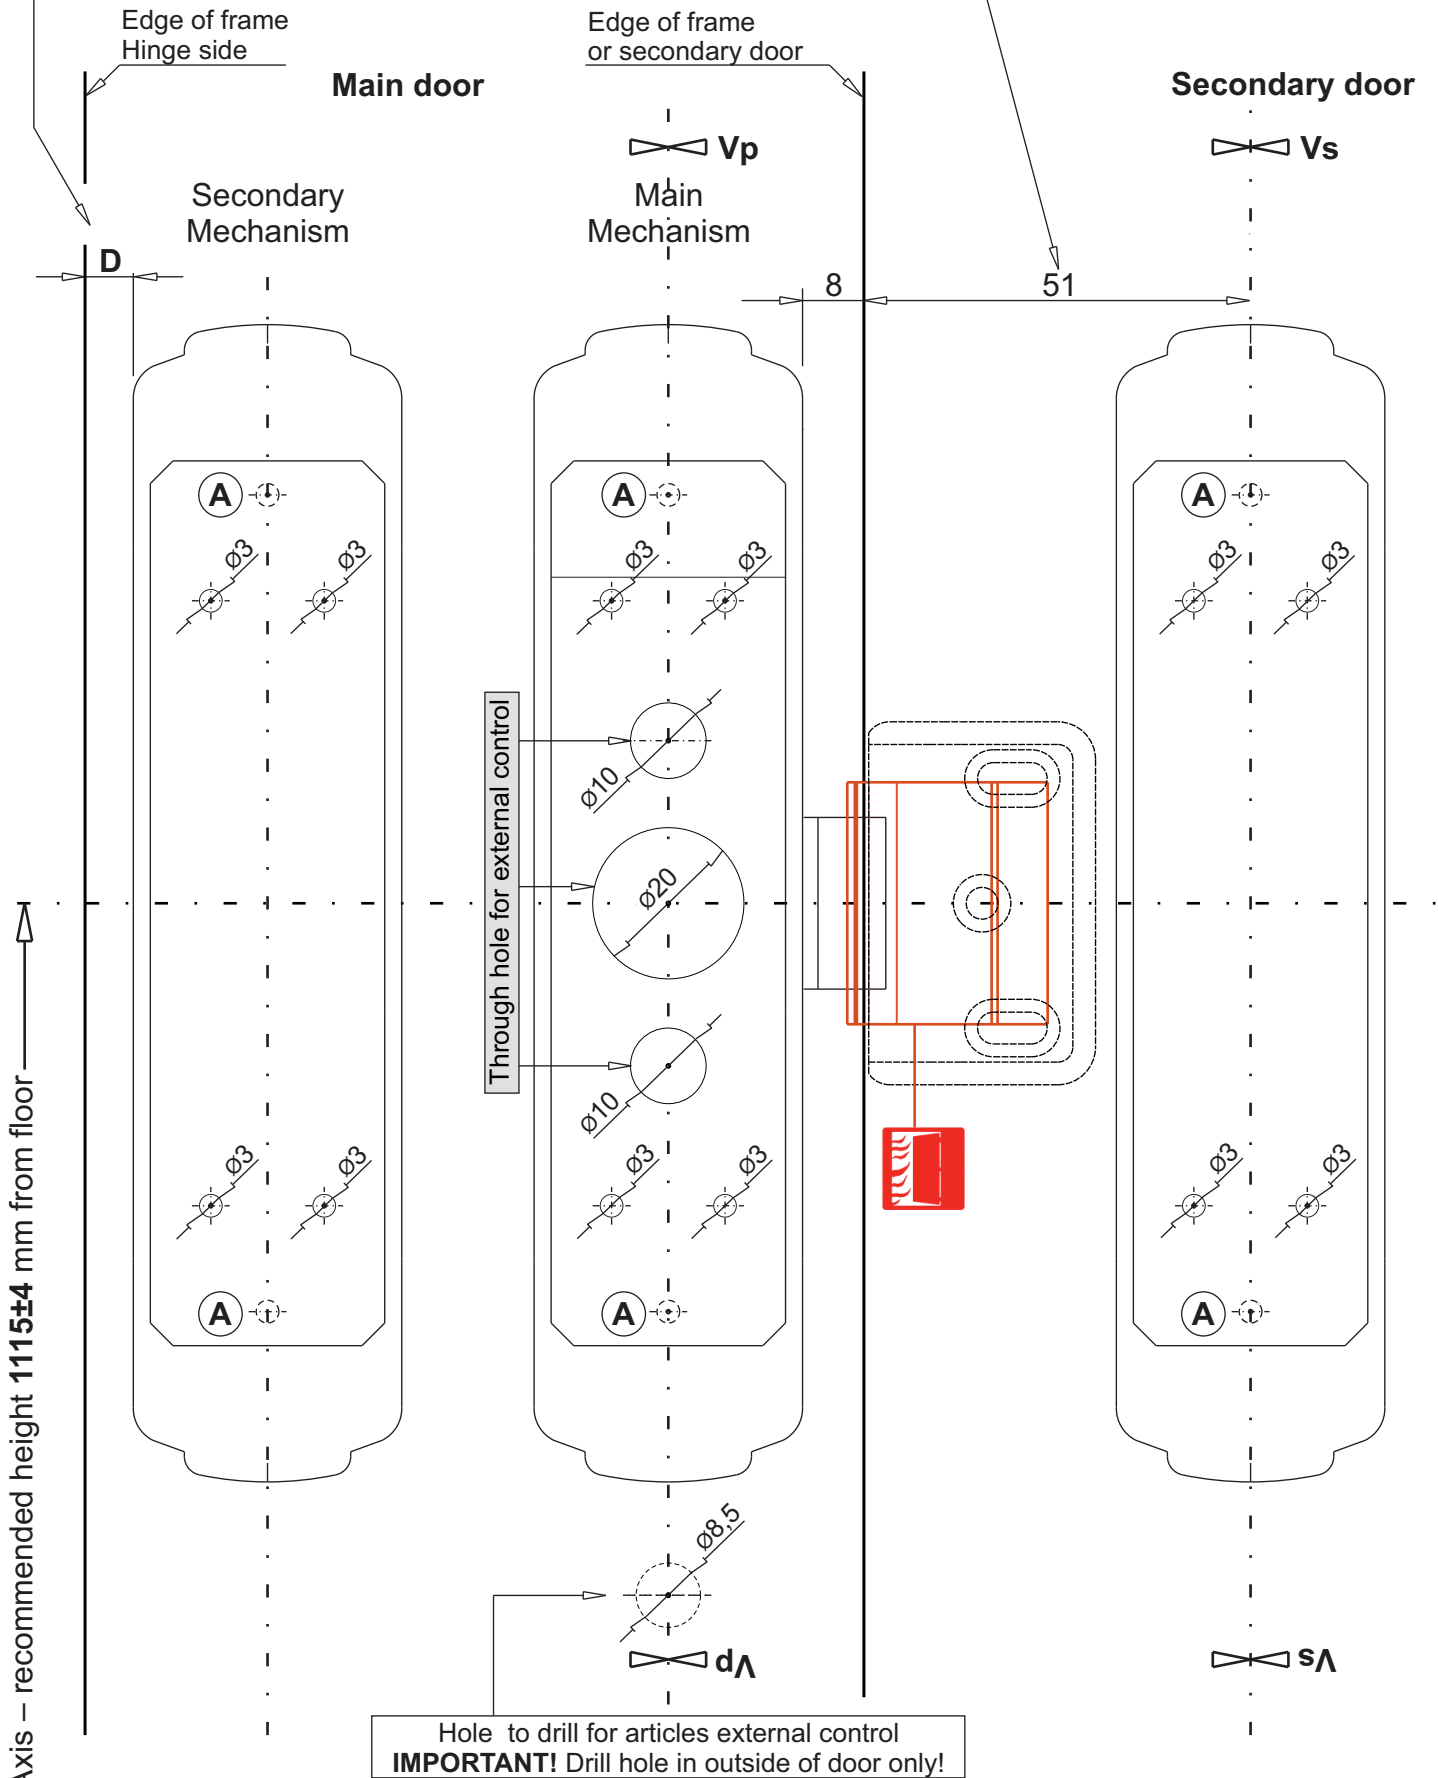 Edge of frame
Hinge side
Edge of frame
or secondary door
Main door
Secondary door
Vp
Vs
Secondary
Mechanism
Main
Mechanism
D
8
51
A
A
A
ø3
ø3
ø3
ø3
ø3
ø3
Through hole for external control
ø10
ø20
ø10
ø3
ø3
ø3
ø3
ø3
ø3
A
A
A
Axis – recommended height 1115±4 mm from floor
ø8,5
Vp
Vs
Hole to drill for articles external control
IMPORTANT! Drill hole in outside of door only!